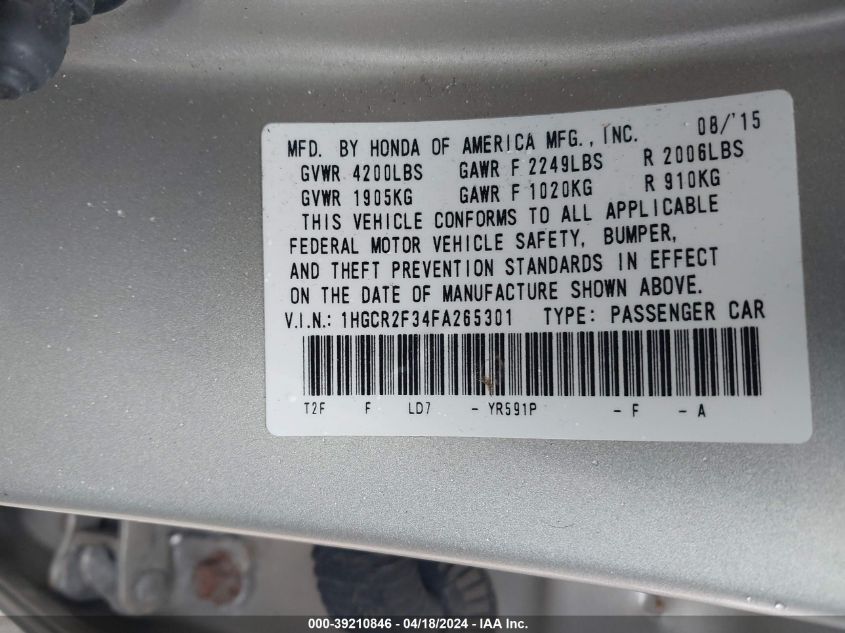 MFD. BY HONDA OF AMERICA MFG., INC. 08/'15
GVWR 4200LBS GAWR F 2249LBS R 2006LBS
GVWR 1905KG GAWR F 1020KG R 910KG
THIS VEHICLE CONFORMS TO ALL APPLICABLE
FEDERAL MOTOR VEHICLE SAFETY, BUMPER,
AND THEFT PREVENTION STANDARDS IN EFFECT
ON THE DATE OF MANUFACTURE SHOWN ABOVE.
V.I.N.: 1HGCR2F34FA265301 TYPE: PASSENGER CAR
T2F F LD7 - YR591P - F - A
000-39210846 - 04/18/2024 - IAA Inc.